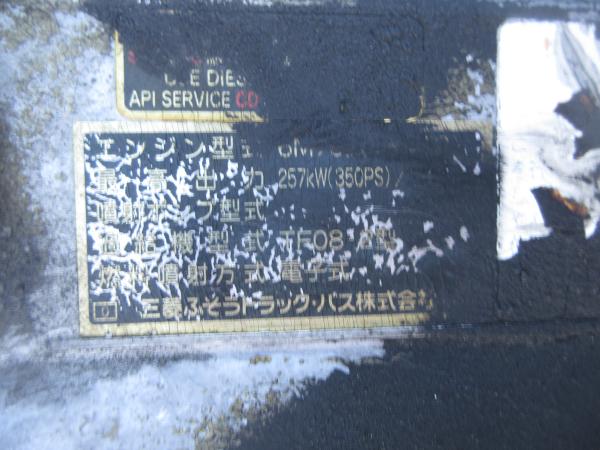 API SERVICE CD
エンジン型式
最高出力 257kW(350PS)/
噴射ポンプ型式
過給機型式 TF08
燃料噴射方式 電子式
三菱ふそうトラック・バス株式会社